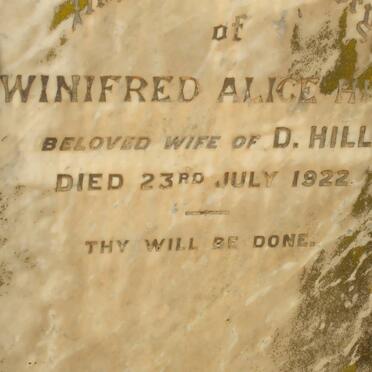 of
WINIFRED ALICE
BELOVED WIFE OF D. HILL
DIED 23RD JULY 1922
THY WILL BE DONE.